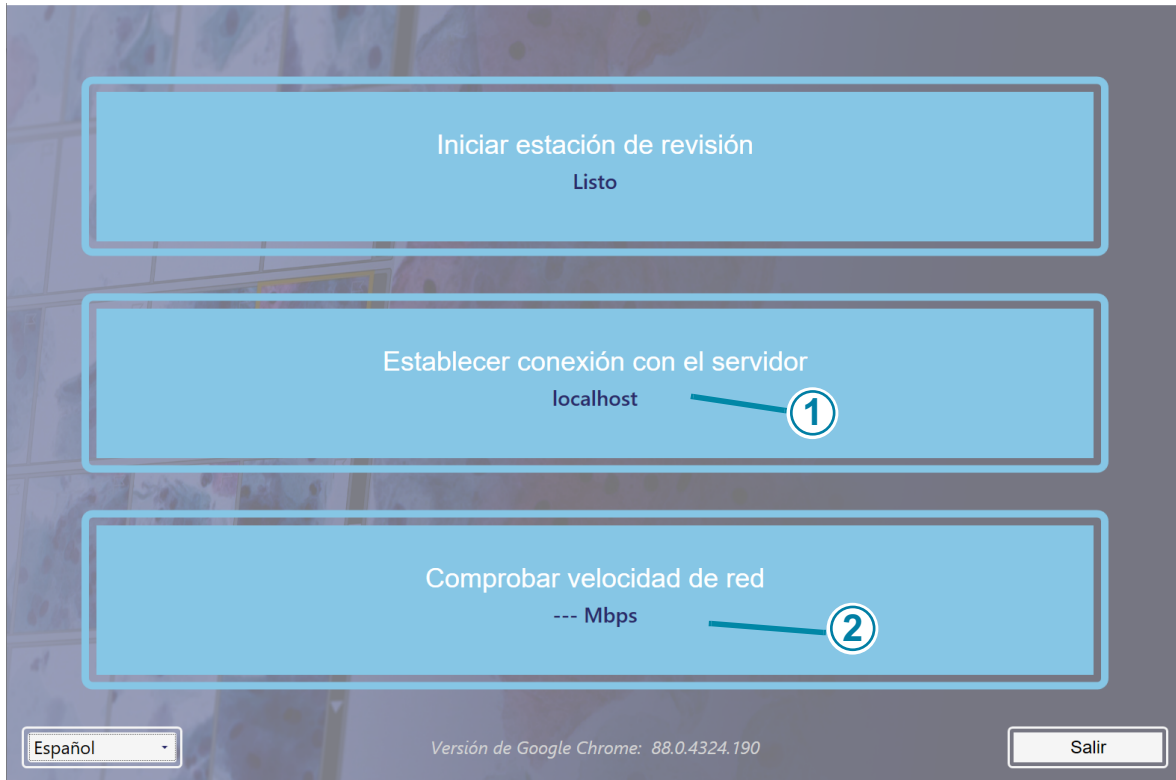 Iniciar estación de revisión
Listo
Establecer conexión con el servidor
localhost
1
Comprobar velocidad de red
--- Mbps
2
Español
Versión de Google Chrome: 88.0.4324.190
Salir